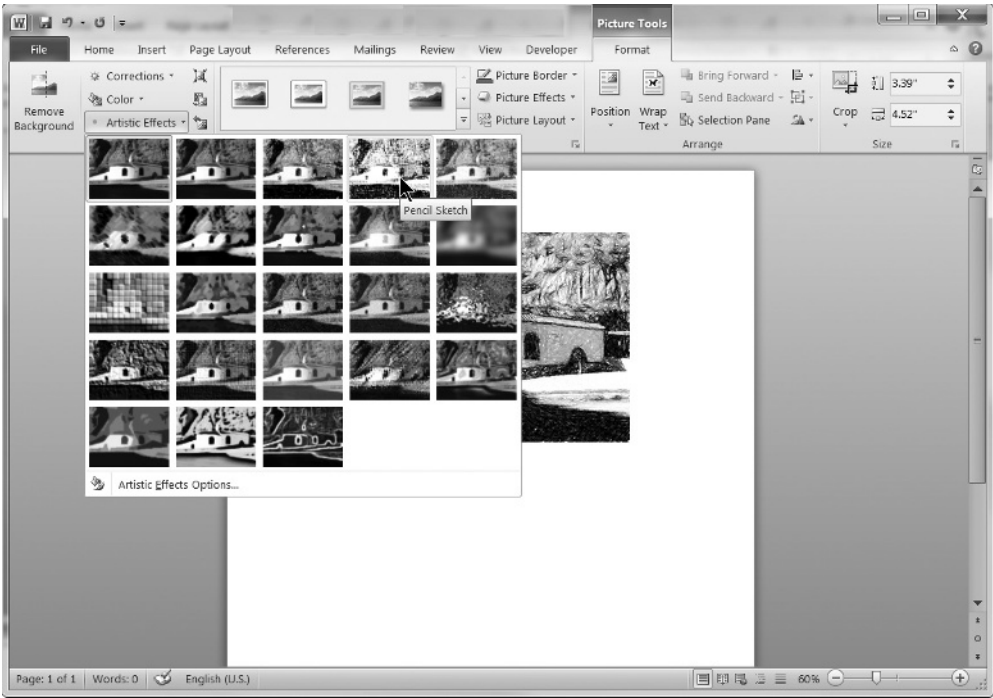 W
Picture Tools
File Home Insert Page Layout References Mailings Review View Developer Format
Remove Background
Corrections
Color
Artistic Effects
Picture Border
Picture Effects
Picture Layout
Position
Wrap Text
Bring Forward
Send Backward
Selection Pane
Arrange
Crop
3.39"
4.52"
Size
Pencil Sketch
Artistic Effects Options...
Page: 1 of 1 Words: 0 English (U.S.) 60%